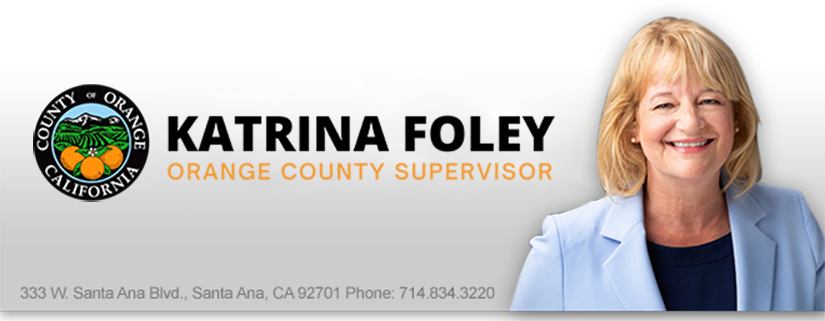 COUNTY OF ORANGE
CALIFORNIA
KATRINA FOLEY
ORANGE COUNTY SUPERVISOR
333 W. Santa Ana Blvd., Santa Ana, CA 92701 Phone: 714.834.3220